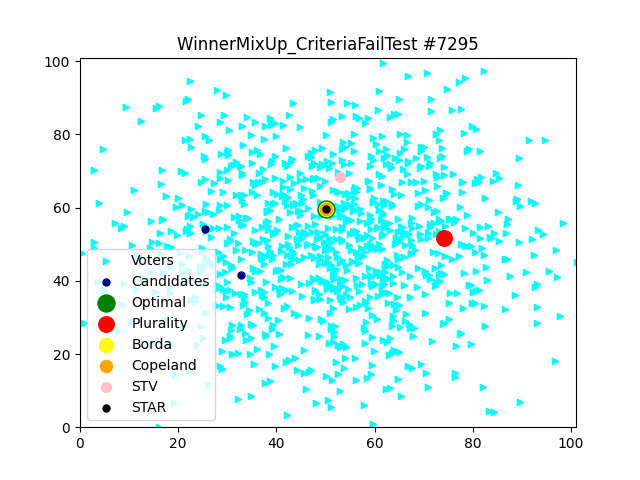 WinnerMixUp_CriteriaFailTest #7295
100
80
60
40
20
0
0 20 40 60 80 100
Voters
Candidates
Optimal
Plurality
Borda
Copeland
STV
STAR